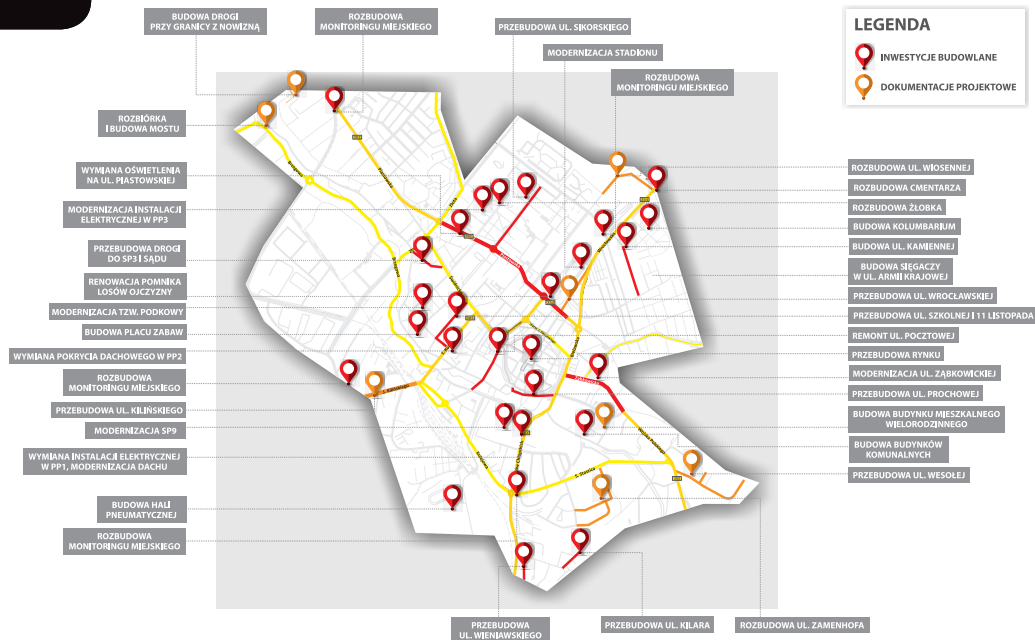 BUDOWA DROGI
PRZY GRANICY Z NOWIZNĄ
ROZBUDOWA
MONITORINGU MIEJSKIEGO
PRZEBUDOWA UL. SIKORSKIEGO
MODERNIZACJA STADIONU
ROZBUDOWA
MONITORINGU MIEJSKIEGO
LEGENDA
INWESTYCJE BUDOWLANE
DOKUMENTACJE PROJEKTOWE
ROZBIÓRKA
I BUDOWA MOSTU
WYMIANA OŚWIETLENIA
NA UL. PIASTOWSKIEJ
MODERNIZACJA INSTALACJI
ELEKTRYCZNEJ W PP3
PRZEBUDOWA DROGI
DO SP3 I SĄDU
RENOWACJA POMNIKA
LOSÓW OJCZYZNY
MODERNIZACJA TZW. PODKOWY
BUDOWA PLACU ZABAW
WYMIANA POKRYCIA DACHOWEGO W PP2
ROZBUDOWA
MONITORINGU MIEJSKIEGO
PRZEBUDOWA UL. KILIŃSKIEGO
MODERNIZACJA SP9
WYMIANA INSTALACJI ELEKTRYCZNEJ
W PP1, MODERNIZACJA DACHU
BUDOWA HALI
PNEUMATYCZNEJ
ROZBUDOWA
MONITORINGU MIEJSKIEGO
ROZBUDOWA UL. WIOSENNEJ
ROZBUDOWA CMENTARZA
ROZBUDOWA ŻŁOBKA
BUDOWA KOLUMBARIUM
BUDOWA UL. KAMIENNEJ
BUDOWA SIĘGACZY
W UL. ARMII KRAJOWEJ
PRZEBUDOWA UL. WROCŁAWSKIEJ
PRZEBUDOWA UL. SZKOLNEJ I 11 LISTOPADA
REMONT UL. POCZTOWEJ
PRZEBUDOWA RYNKU
MODERNIZACJA UL. ZĄBKOWICKIEJ
PRZEBUDOWA UL. PROCHOWEJ
BUDOWA BUDYNKU MIESZKALNEGO
WIELORODZINNEGO
BUDOWA BUDYNKÓW
KOMUNALNYCH
PRZEBUDOWA UL. WESOŁEJ
PRZEBUDOWA
UL. WIENIAWSKIEGO
PRZEBUDOWA UL. KILARA
ROZBUDOWA UL. ZAMENHOFA